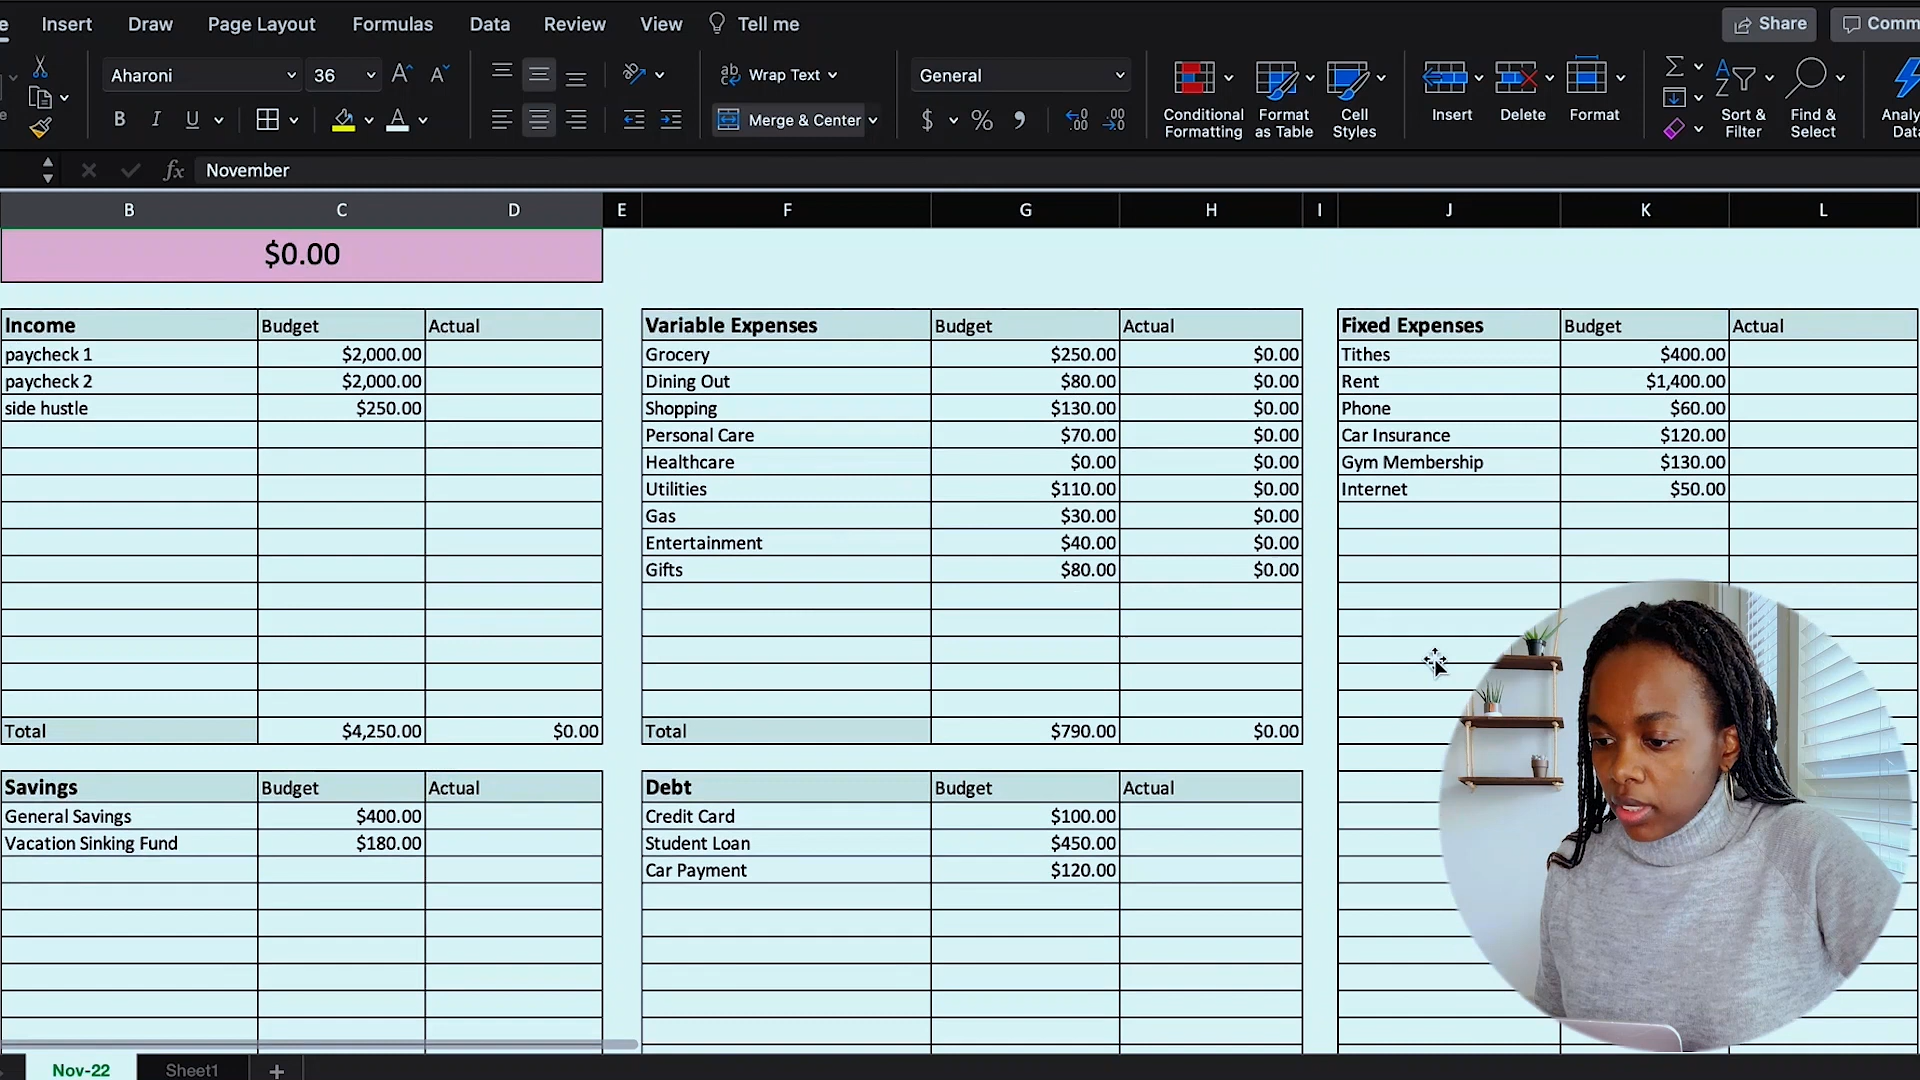 Insert Draw Page Layout Formulas Data Review View Tell me Share Comm
Aharoni 36 Wrap Text General
B I U Merge & Center $ %
Conditional Formatting
Format as Table
Cell Styles
Insert Delete Format
Sort & Filter
Find & Select
Analy
Data
fx November
B C D E F G H I J K L
$0.00
Income Budget Actual
paycheck 1 $2,000.00
paycheck 2 $2,000.00
side hustle $250.00
Total $4,250.00 $0.00
Savings Budget Actual
General Savings $400.00
Vacation Sinking Fund $180.00
Variable Expenses Budget Actual
Grocery $250.00 $0.00
Dining Out $80.00 $0.00
Shopping $130.00 $0.00
Personal Care $70.00 $0.00
Healthcare $0.00 $0.00
Utilities $110.00 $0.00
Gas $30.00 $0.00
Entertainment $40.00 $0.00
Gifts $80.00 $0.00
Total $790.00 $0.00
Debt Budget Actual
Credit Card $100.00
Student Loan $450.00
Car Payment $120.00
Fixed Expenses Budget Actual
Tithes $400.00
Rent $1,400.00
Phone $60.00
Car Insurance $120.00
Gym Membership $130.00
Internet $50.00
Nov-22 Sheet1 +